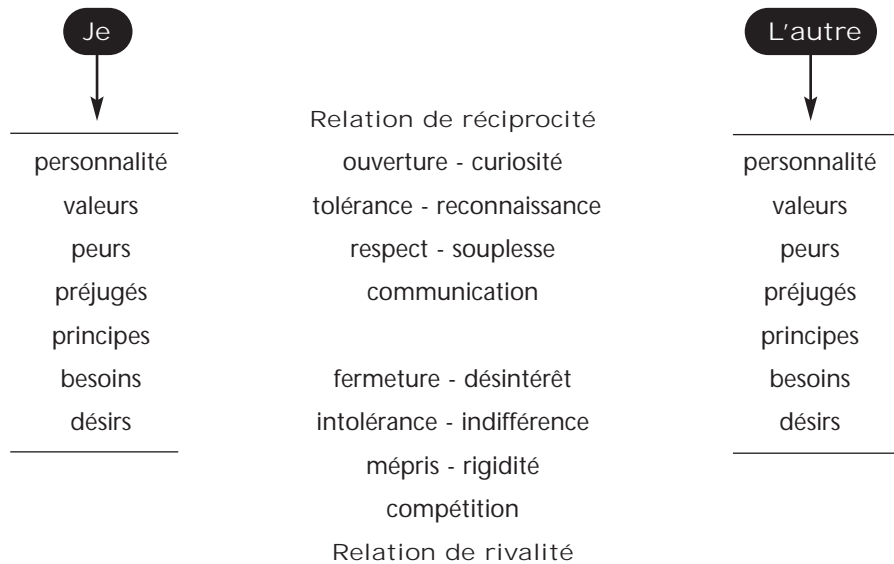 Je
personnalité
valeurs
peurs
préjugés
principes
besoins
désirs
Relation de réciprocité
ouverture - curiosité
tolérance - reconnaissance
respect - souplesse
communication
fermeture - désintérêt
intolérance - indifférence
mépris - rigidité
compétition
Relation de rivalité
L'autre
personnalité
valeurs
peurs
préjugés
principes
besoins
désirs